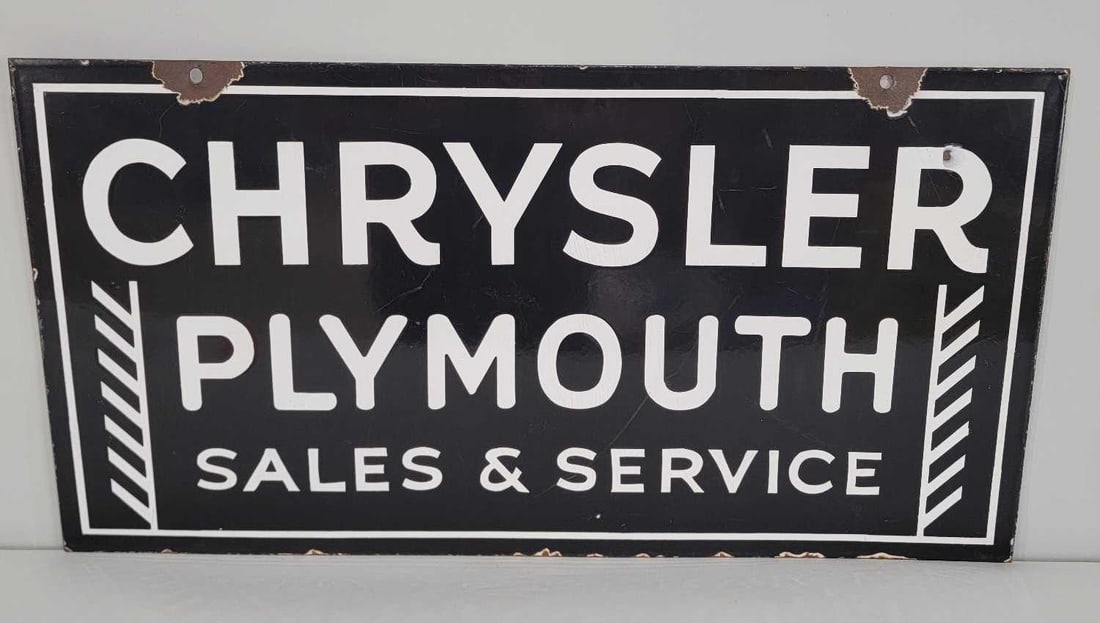 CHRYSLER
PLYMOUTH
SALES & SERVICE